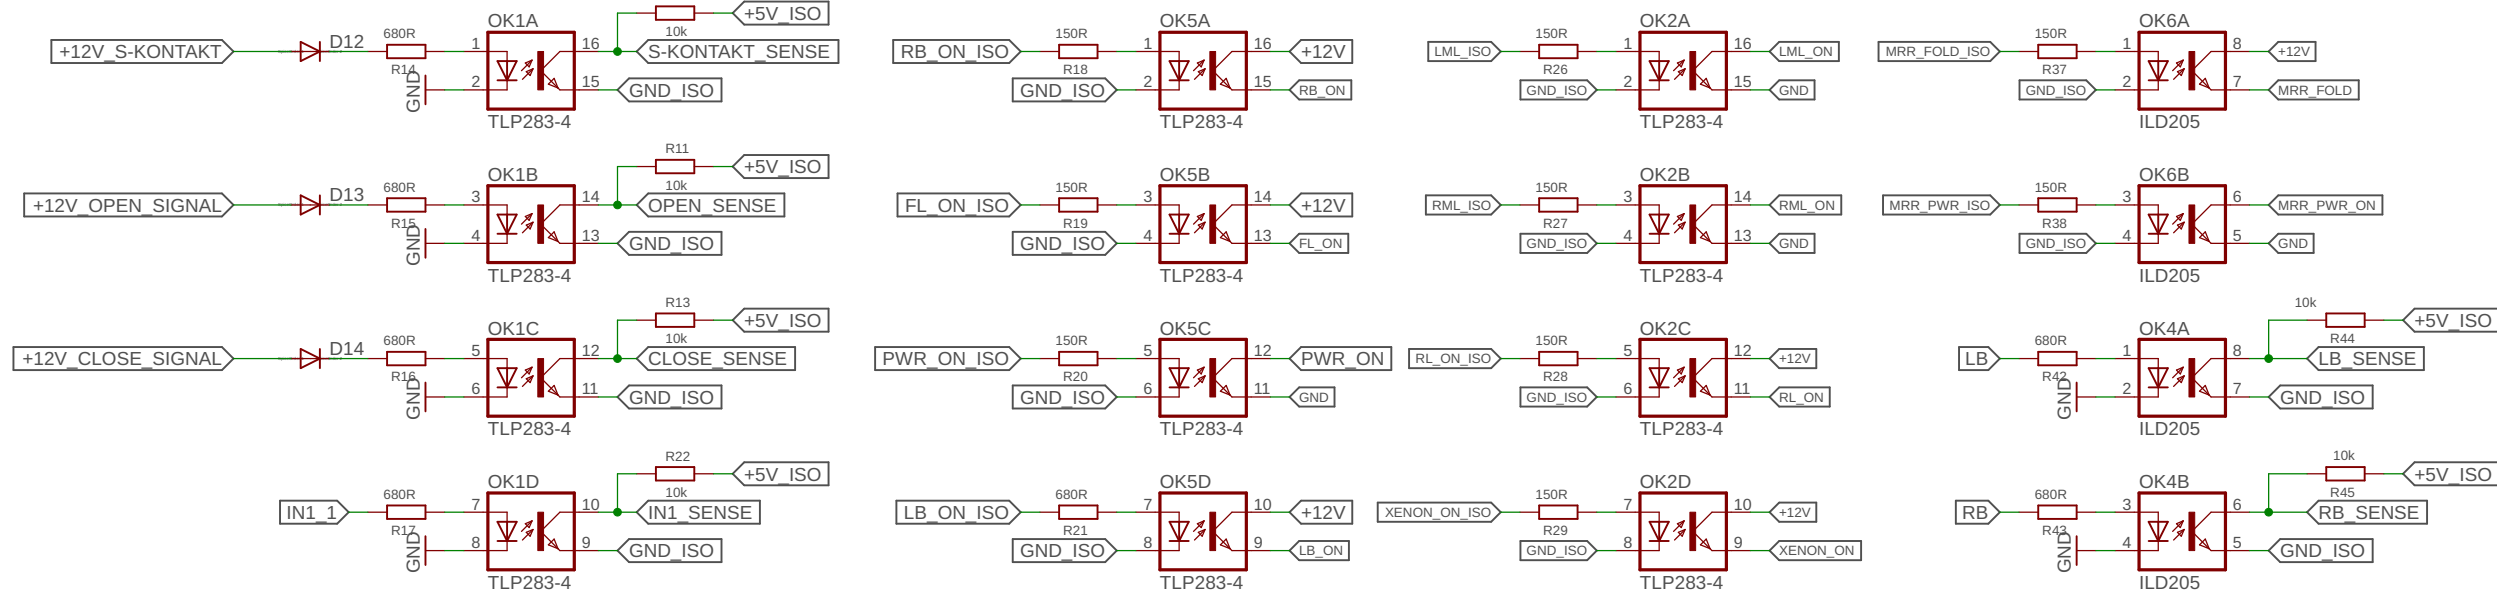 OK1A
+5V_ISO
680R
10k
+12V_S-KONTAKT
D12
1
16
S-KONTAKT_SENSE
R14
GND
2
15
GND_ISO
TLP283-4
R11
+5V_ISO
OK1B
680R
10k
+12V_OPEN_SIGNAL
D13
3
14
OPEN_SENSE
R15
GND
4
13
GND_ISO
TLP283-4
R13
+5V_ISO
OK1C
680R
10k
+12V_CLOSE_SIGNAL
D14
5
12
CLOSE_SENSE
R16
GND
6
11
GND_ISO
TLP283-4
R22
+5V_ISO
OK1D
680R
10k
IN1_1
7
10
IN1_SENSE
R17
GND
8
9
GND_ISO
TLP283-4
OK5A
150R
RB_ON_ISO
1
16
+12V
R18
GND_ISO
2
15
RB_ON
TLP283-4
OK5B
150R
FL_ON_ISO
3
14
+12V
R19
GND_ISO
4
13
FL_ON
TLP283-4
OK5C
150R
PWR_ON_ISO
5
12
PWR_ON
R20
GND_ISO
6
11
GND
TLP283-4
OK5D
680R
LB_ON_ISO
7
10
+12V
R21
GND_ISO
8
9
LB_ON
TLP283-4
OK2A
150R
LML_ISO
1
16
LML_ON
R26
GND_ISO
2
15
GND
TLP283-4
OK2B
150R
RML_ISO
3
14
RML_ON
R27
GND_ISO
4
13
GND
TLP283-4
OK2C
150R
RL_ON_ISO
5
12
+12V
R28
GND_ISO
6
11
RL_ON
TLP283-4
OK2D
150R
XENON_ON_ISO
7
10
+12V
R29
GND_ISO
8
9
XENON_ON
TLP283-4
OK6A
150R
MRR_FOLD_ISO
1
8
+12V
R37
GND_ISO
2
7
MRR_FOLD
ILD205
OK6B
150R
MRR_PWR_ISO
3
6
MRR_PWR_ON
R38
GND_ISO
4
5
GND
ILD205
10k
+5V_ISO
OK4A
680R
R44
LB
1
8
LB_SENSE
R42
GND
2
7
GND_ISO
ILD205
10k
+5V_ISO
OK4B
680R
R45
RB
3
6
RB_SENSE
R43
GND
4
5
GND_ISO
ILD205